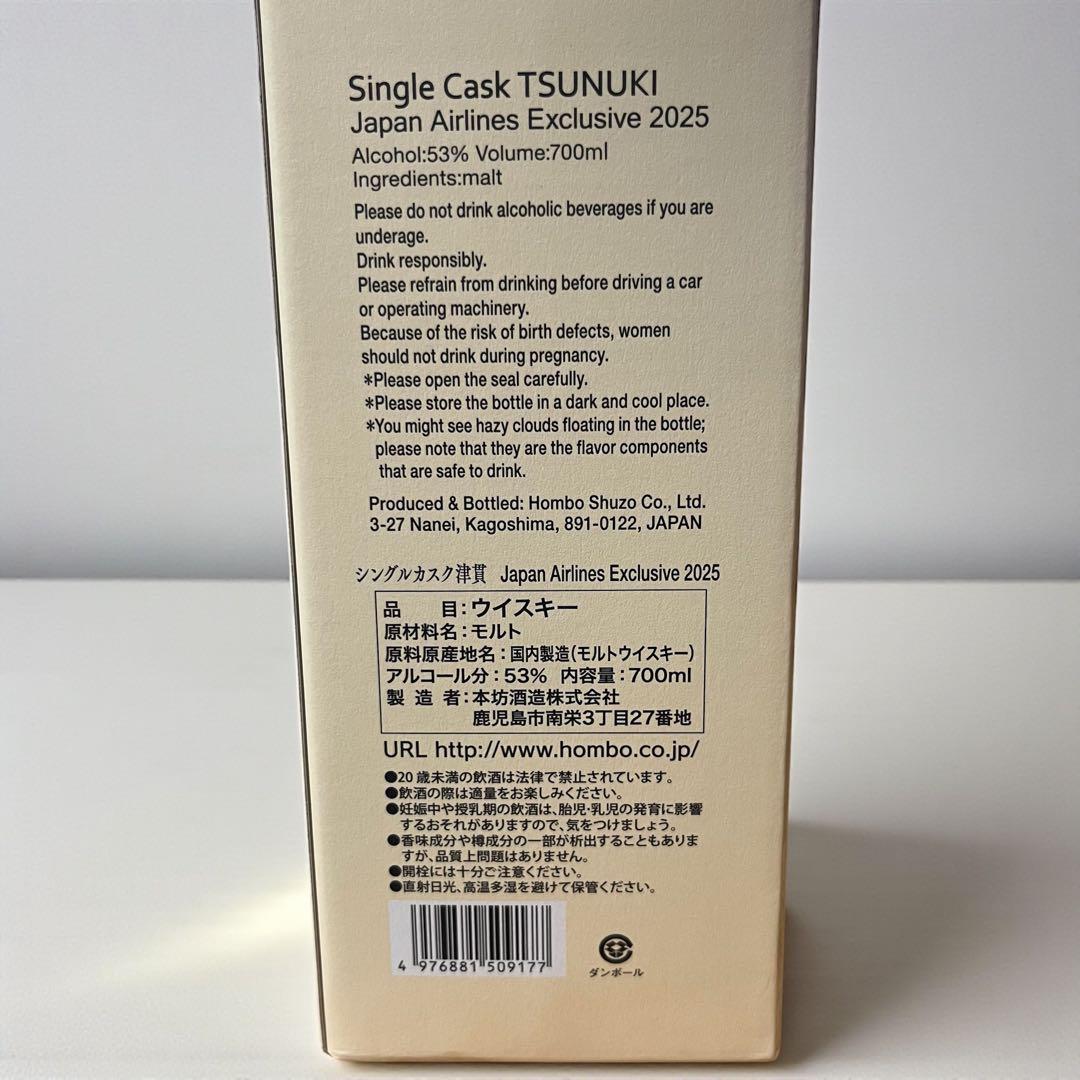 Single Cask TSUNUKI
Japan Airlines Exclusive 2025
Alcohol:53% Volume:700ml
Ingredients:malt
Please do not drink alcoholic beverages if you are
underage.
Drink responsibly.
Please refrain from drinking before driving a car
or operating machinery.
Because of the risk of birth defects, women
should not drink during pregnancy.
*Please open the seal carefully.
*Please store the bottle in a dark and cool place.
*You might see hazy clouds floating in the bottle;
please note that they are the flavor components
that are safe to drink.
Produced & Bottled: Hombo Shuzo Co., Ltd.
3-27 Nanei, Kagoshima, 891-0122, JAPAN
シングルカスク津貫 Japan Airlines Exclusive 2025
品 目:ウイスキー
原材料名:モルト
原料原産地名:国内製造(モルトウイスキー)
アルコール分:53% 内容量:700ml
製造者:本坊酒造株式会社
鹿児島市南栄3丁目27番地
URL http://www.hombo.co.jp/
●20歳未満の飲酒は法律で禁止されています。
●飲酒の際は適量をお楽しみください。
●妊娠中や授乳期の飲酒は、胎児・乳児の発育に影響
するおそれがありますので、気をつけましょう。
●香味成分や樽成分の一部が析出することもありま
すが、品質上問題はありません。
●開栓には十分ご注意ください。
●直射日光、高温多湿を避けて保管ください。
4 976881 509177
ダンボール